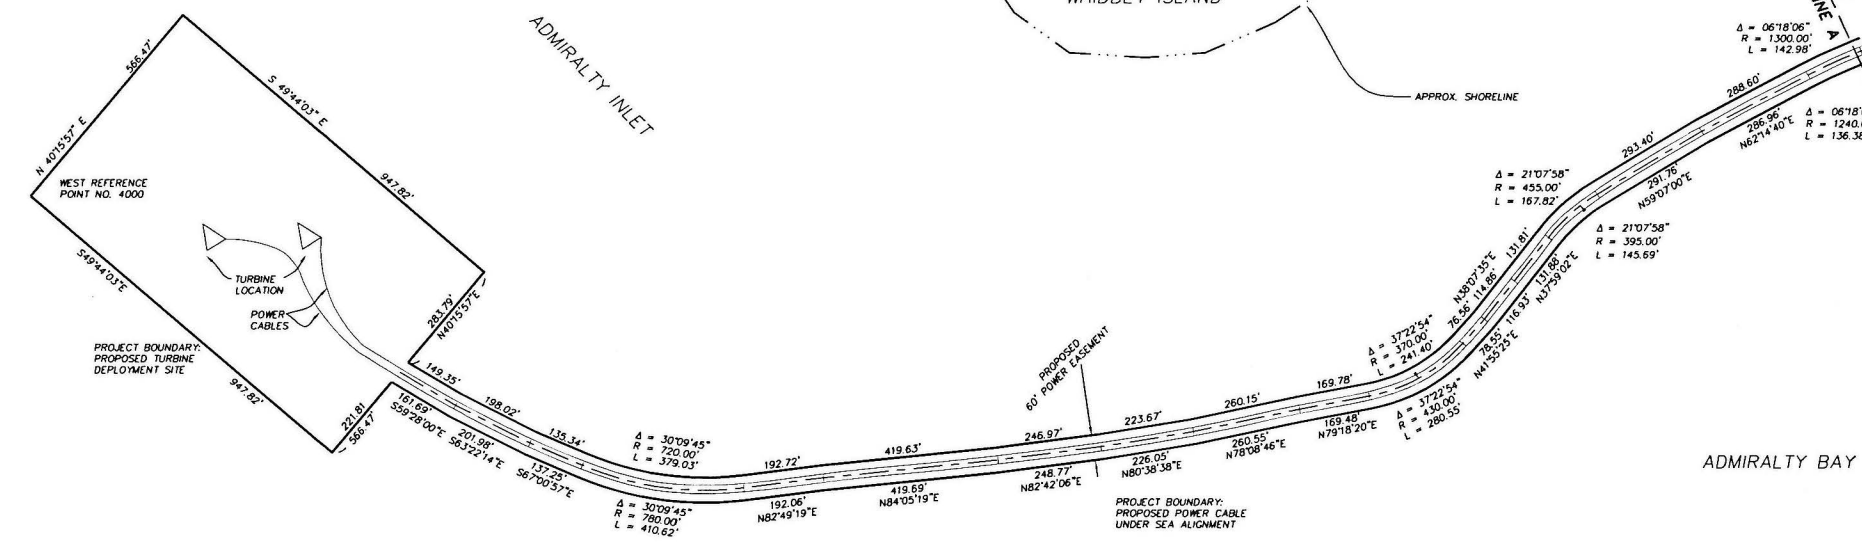 566.47'
N 40°15'57" E
S 49°44'03" E
947.82'
WEST REFERENCE
POINT NO. 4000
S49°44'03"E
TURBINE
LOCATION
POWER
CABLES
PROJECT BOUNDARY:
PROPOSED TURBINE
DEPLOYMENT SITE
947.82'
221.81
566.47'
283.79'
N40°15'57"E
ADMIRALTY INLET
WHIDBEY ISLAND
APPROX. SHORELINE
149.35'
198.02'
135.34'
161.69'
S59°28'00"E
201.98'
S63°22'14"E
137.25'
S67°00'57"E
Δ = 30°09'45"
R = 720.00'
L = 379.03'
Δ = 30°09'45"
R = 780.00'
L = 410.62'
192.72'
192.06'
N82°49'19"E
419.63'
419.69'
N84°05'19"E
246.97'
248.77'
N82°42'06"E
PROPOSED
60' POWER EASEMENT
223.67'
226.05'
N80°38'38"E
PROJECT BOUNDARY:
PROPOSED POWER CABLE
UNDER SEA ALIGNMENT
260.15'
260.55'
N78°08'46"E
169.78'
169.48'
N79°18'20"E
Δ = 37°22'54"
R = 370.00'
L = 241.40'
Δ = 37°22'54"
R = 430.00'
L = 280.55'
76.56' 114.86'
N38°07'35"E
131.81'
78.55'
N41°55'25"E
116.93'
131.88'
N37°59'02"E
Δ = 21°07'58"
R = 455.00'
L = 167.82'
Δ = 21°07'58"
R = 395.00'
L = 145.69'
293.40'
291.76'
N59°07'00"E
288.60'
286.96'
N62°14'40"E
Δ = 06°18'06"
R = 1300.00'
L = 142.98'
Δ = 06°18'
R = 1240.
L = 136.38
INE A
ADMIRALTY BAY